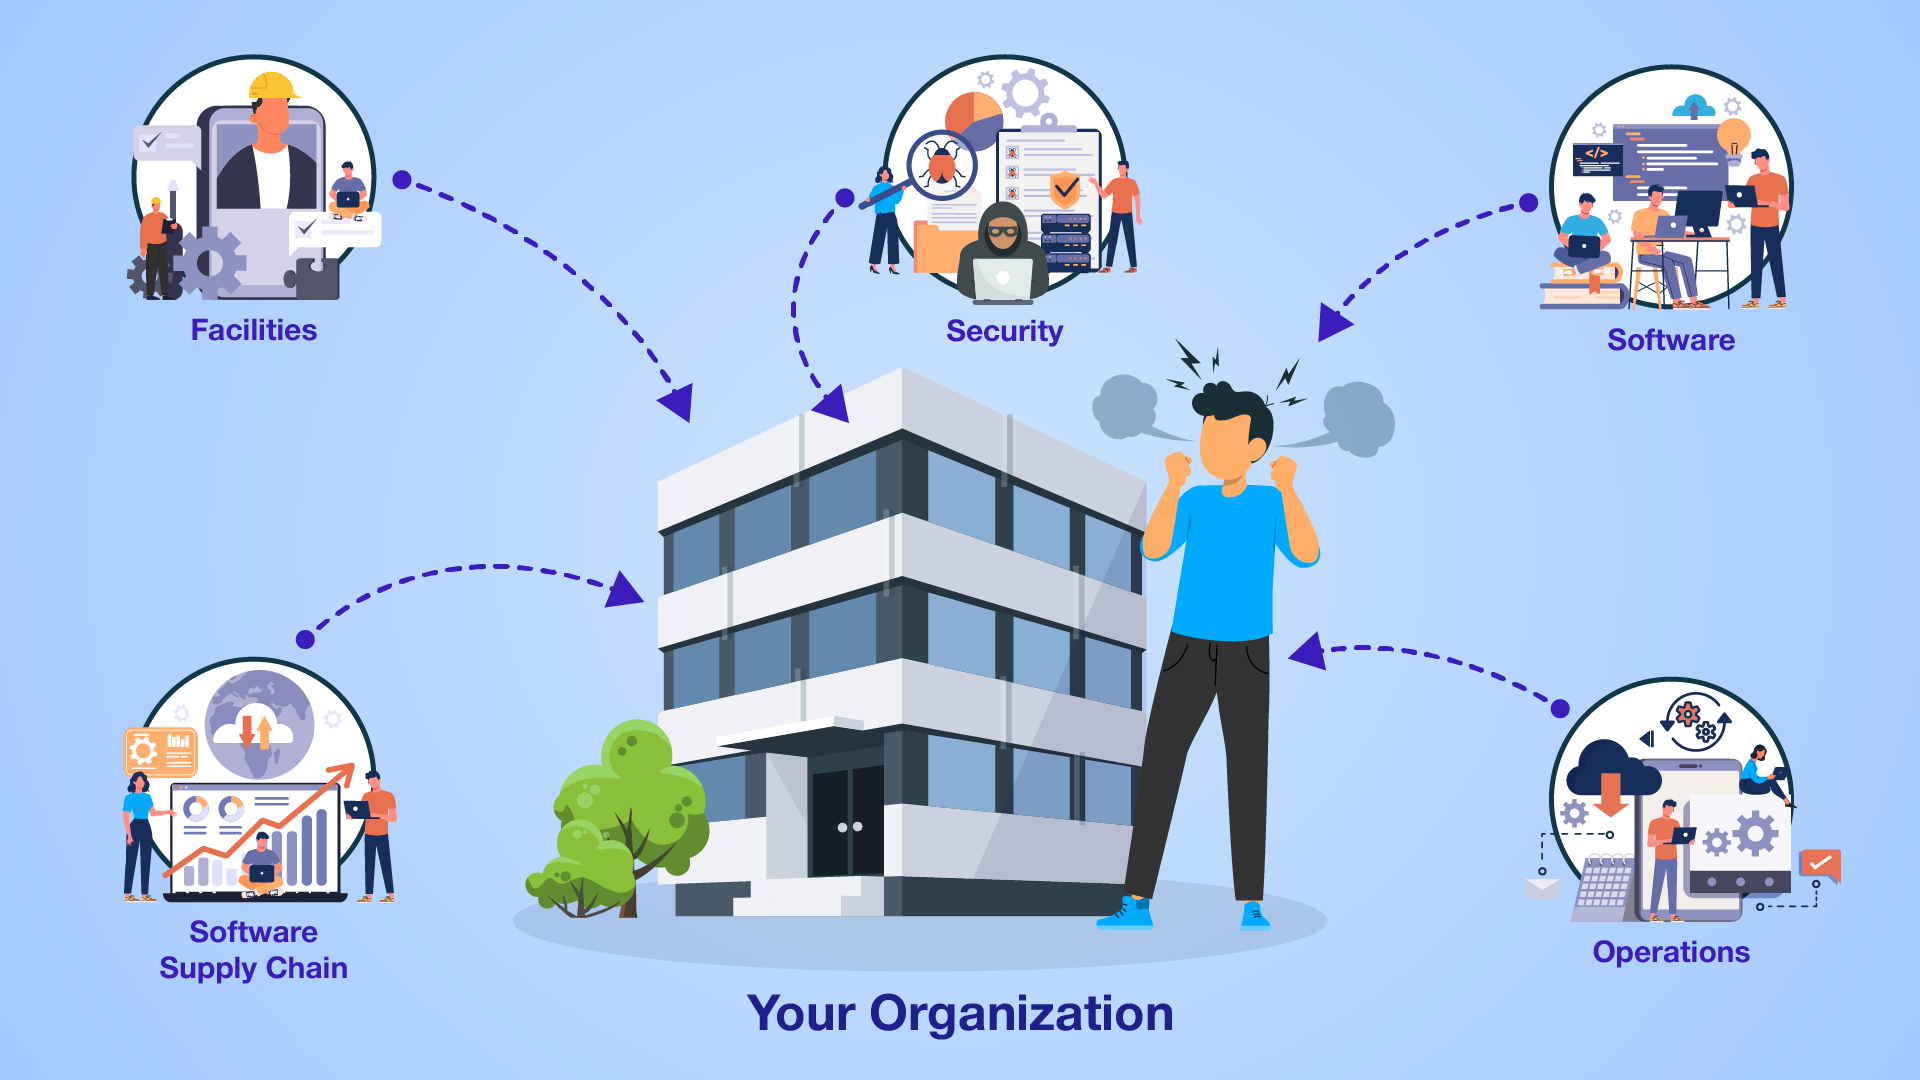 Facilities
Security
Software
</>
Software
Supply Chain
Operations
Your Organization